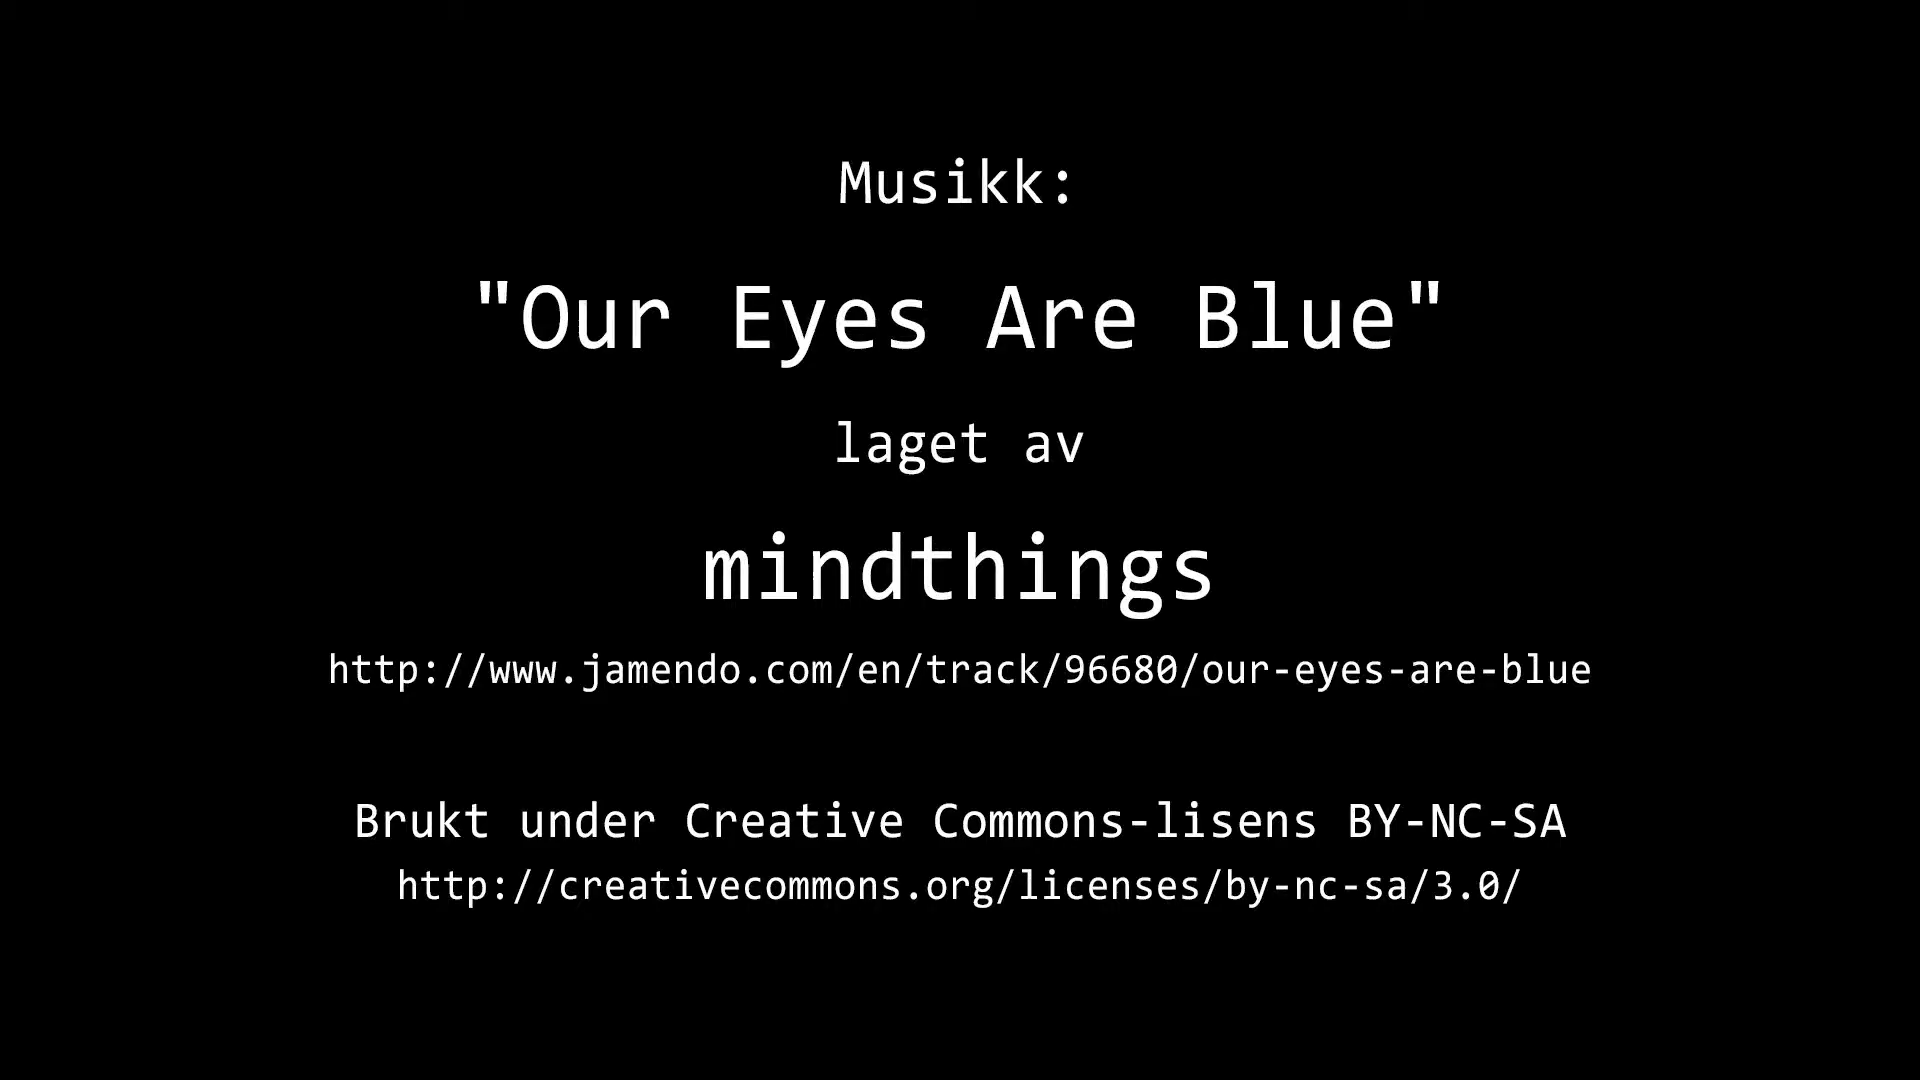 Musikk:
"Our Eyes Are Blue"
laget av
mindthings
http://www.jamendo.com/en/track/96680/our-eyes-are-blue
Brukt under Creative Commons-lisens BY-NC-SA
http://creativecommons.org/licenses/by-nc-sa/3.0/